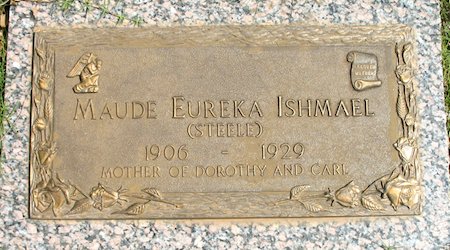 MAUDE EUREKA ISHMAEL
(STEELE)
1906 - 1929
MOTHER OF DOROTHY AND CARL